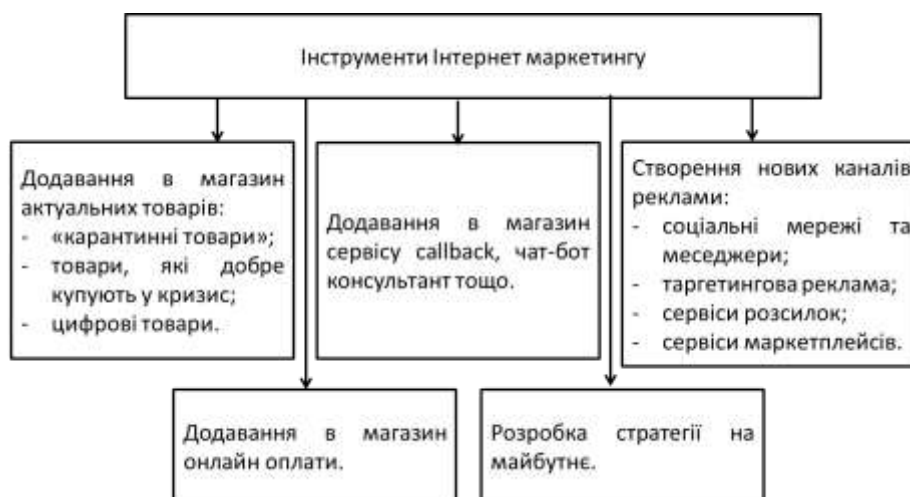 Інструменти Інтернет маркетингу
Додавання в магазин
актуальних товарів:
- «карантинні товари»;
- товари, які добре
купують у кризис;
- цифрові товари.
Додавання в магазин
сервісу callback, чат-бот
консультант тощо.
Створення нових каналів
реклами:
- соціальні мережі та
меседжери;
- таргетингова реклама;
- сервіси розсилок;
- сервіси маркетплейсів.
Додавання в магазин
онлайн оплати.
Розробка стратегії на
майбутнє.